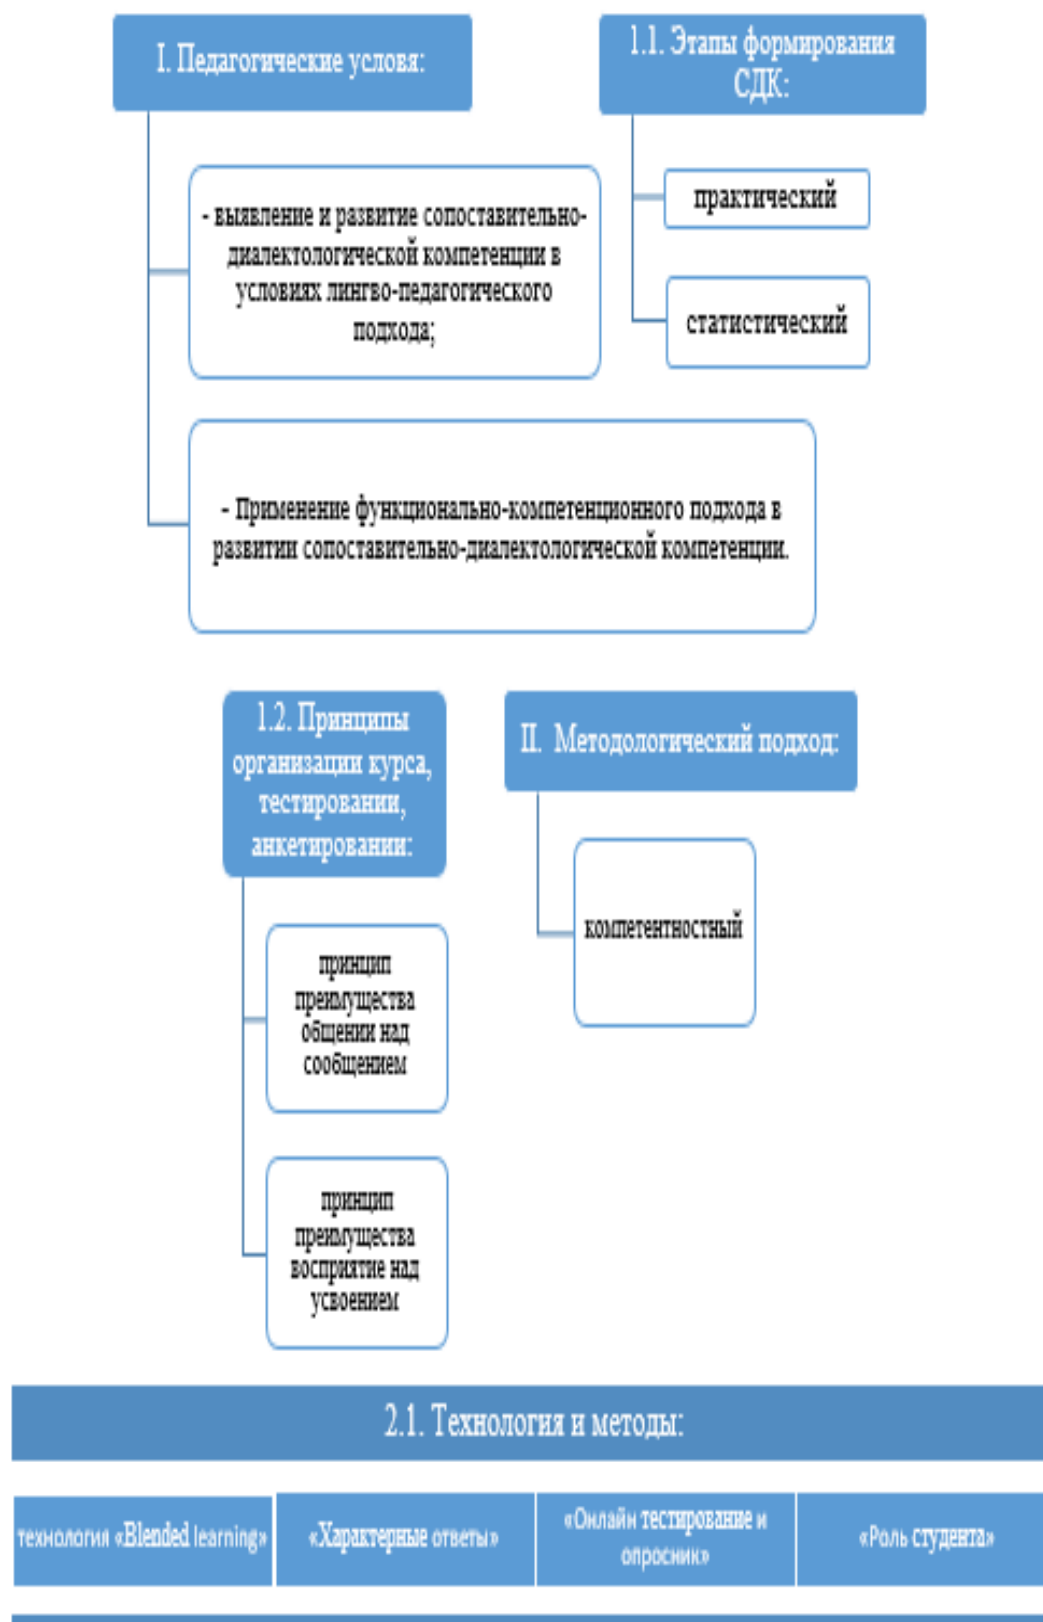 I. Педагогические условя:
1.1. Этапы формирования
СДК:
- выявление и развитие сопоставительно-
диалектологической компетенции в
условиях лингво-педагогического
подхода;
практический
статистический
– Применение функционально-компетенционного подхода в
развитии сопоставительно-диалектологической компетенции.
1.2. Принципы
организации курса,
тестировании,
анкетировании:
II. Методологический подход:
компетентностный
принцип
преимущества
общении над
сообщением
принцип
преимущества
восприятие над
усвоением
2.1. Технология и методы:
технология «Blended learning»
«Характерные ответы»
«Онлайн тестирование и
опросник»
«Роль студента»